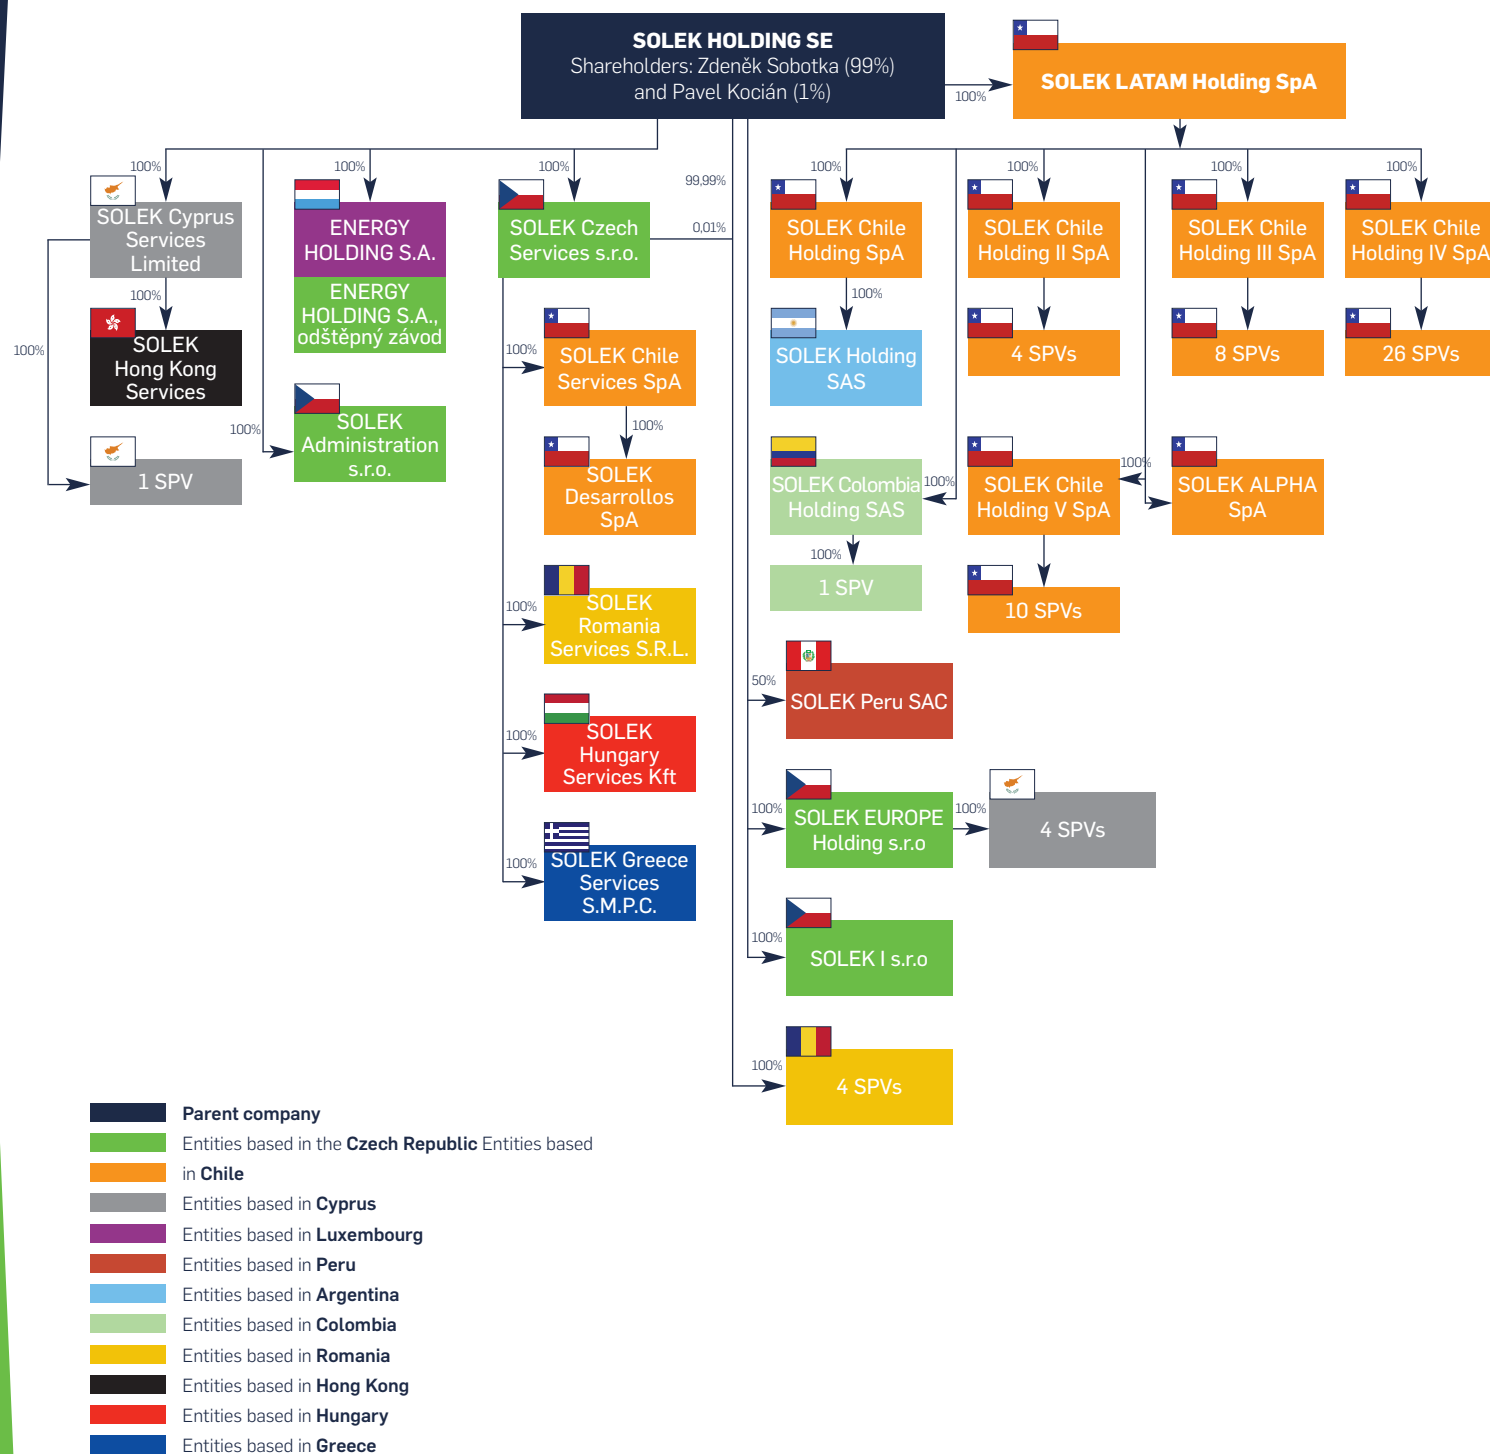 SOLEK HOLDING SE
Shareholders: Zdeněk Sobotka (99%)
and Pavel Kocián (1%)
100%
SOLEK LATAM Holding SpA
100%
100%
100%
99,99%
0,01%
100%
100%
100%
100%
SOLEK Cyprus
Services
Limited
ENERGY
HOLDING S.A.
ENERGY
HOLDING S.A.,
odštěpný závod
SOLEK Czech
Services s.r.o.
SOLEK Chile
Holding SpA
SOLEK Chile
Holding II SpA
SOLEK Chile
Holding III SpA
SOLEK Chile
Holding IV SpA
100%
100%
SOLEK
Hong Kong
Services
100%
SOLEK Chile
Services SpA
100%
SOLEK Holding
SAS
4 SPVs
8 SPVs
26 SPVs
100%
SOLEK
Administration
s.r.o.
1 SPV
100%
SOLEK
Desarrollos
SpA
SOLEK Colombia
Holding SAS
100%
SOLEK Chile
Holding V SpA
100%
SOLEK ALPHA
SpA
100%
1 SPV
10 SPVs
100%
SOLEK
Romania
Services S.R.L.
50%
SOLEK Peru SAC
100%
SOLEK
Hungary
Services Kft
100%
SOLEK EUROPE
Holding s.r.o
100%
4 SPVs
100%
SOLEK Greece
Services
S.M.P.C.
100%
SOLEK I s.r.o
100%
4 SPVs
Parent company
Entities based in the Czech Republic Entities based
in Chile
Entities based in Cyprus
Entities based in Luxembourg
Entities based in Peru
Entities based in Argentina
Entities based in Colombia
Entities based in Romania
Entities based in Hong Kong
Entities based in Hungary
Entities based in Greece